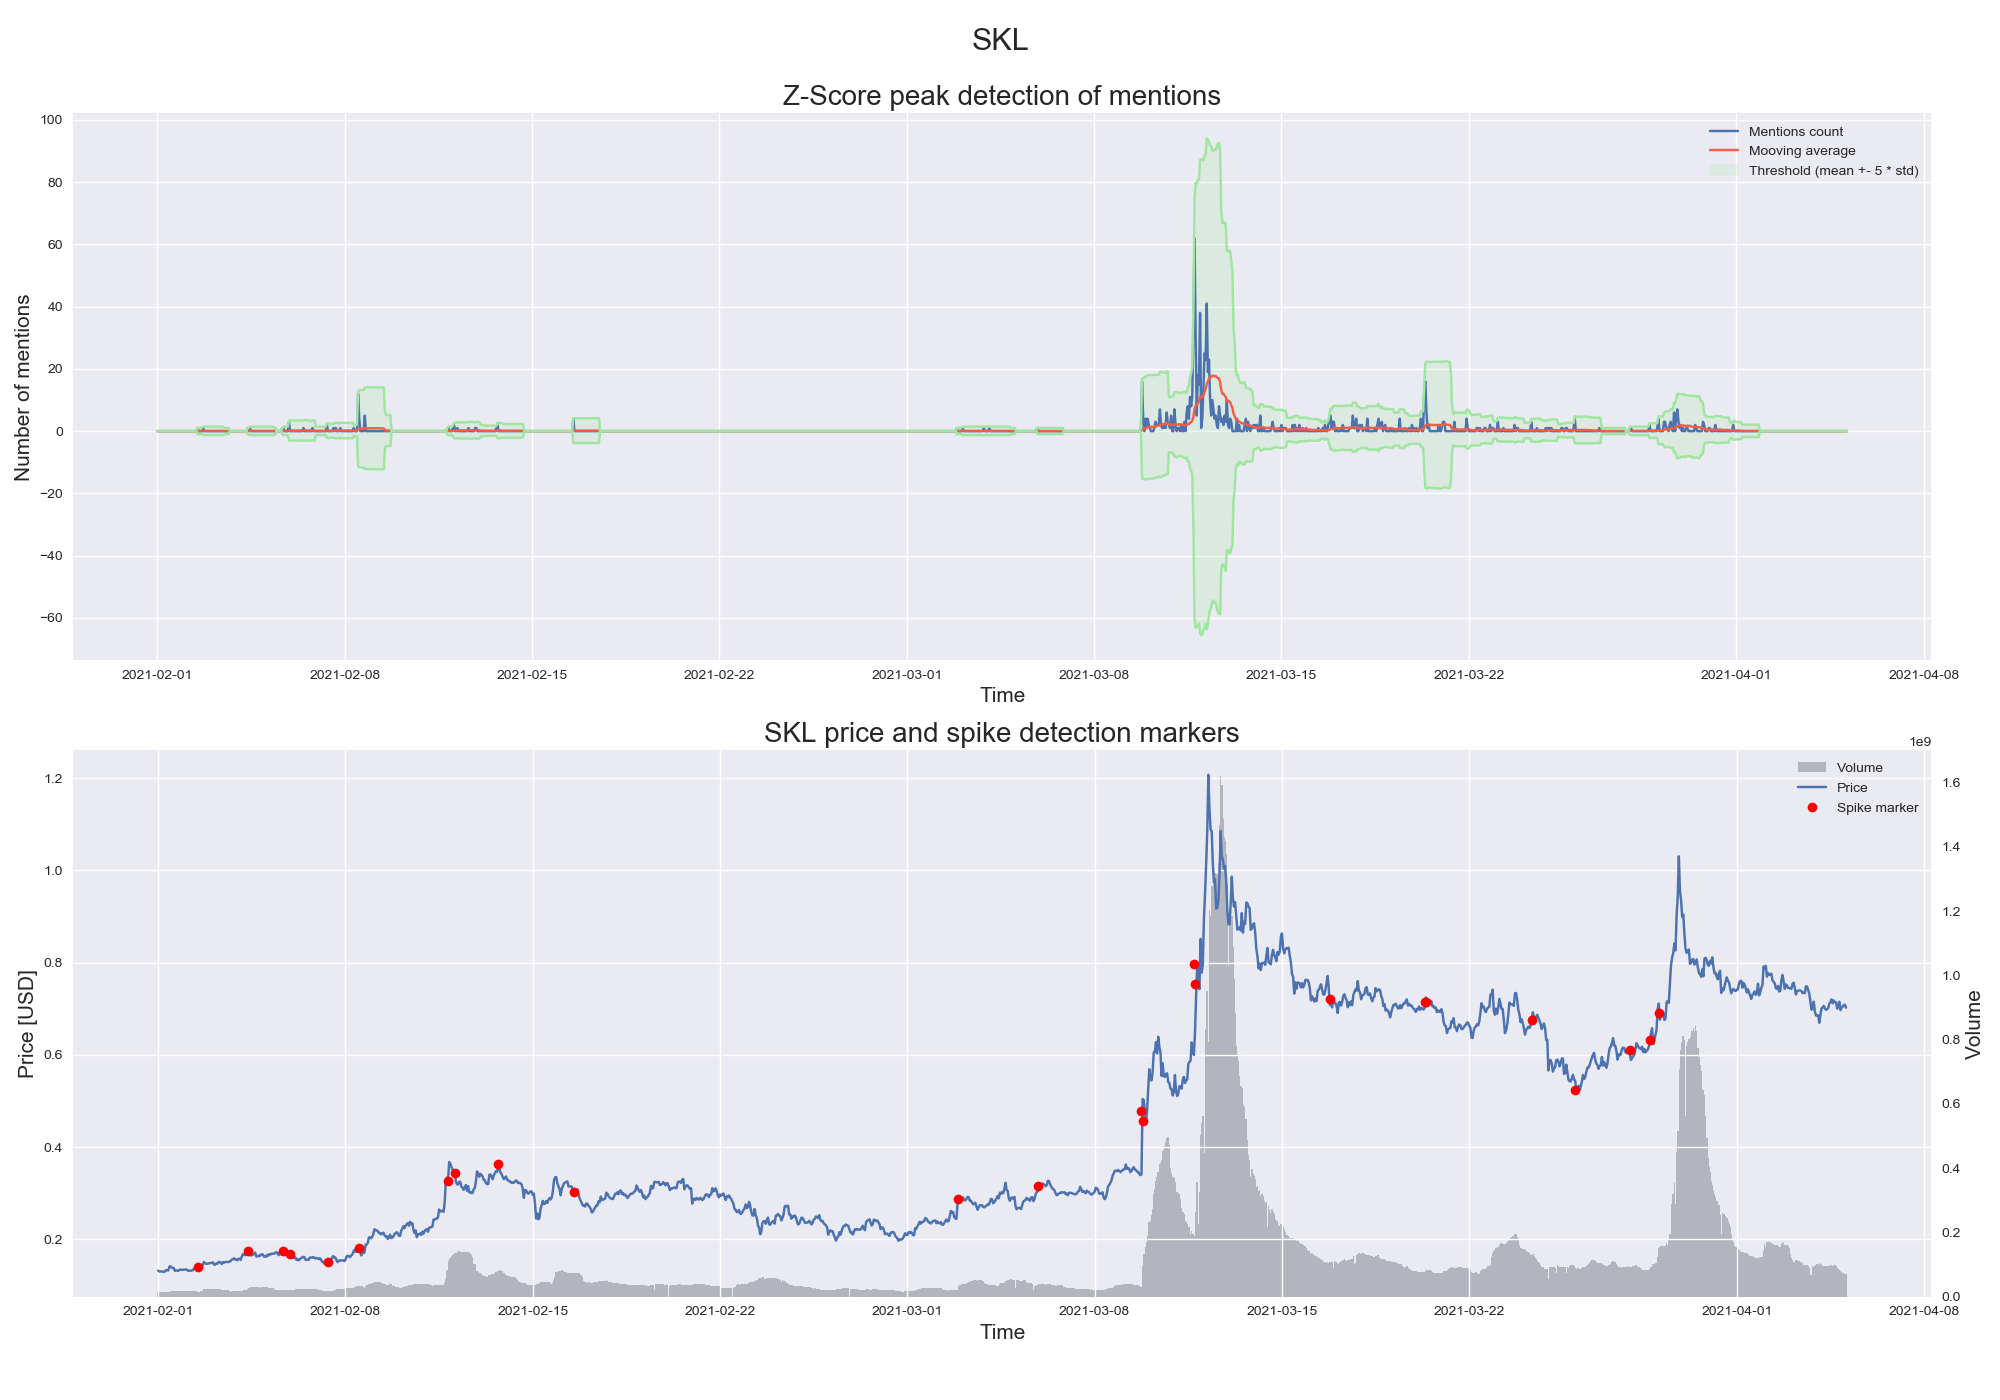 SKL
Z-Score peak detection of mentions
100
80
60
40
20
0
−20
−40
−60
Number of mentions
Mentions count
Mooving average
Threshold (mean +- 5 * std)
2021-02-01 2021-02-08 2021-02-15 2021-02-22 2021-03-01 2021-03-08 2021-03-15 2021-03-22 2021-04-01 2021-04-08
Time
SKL price and spike detection markers
1e9
1.2
1.0
0.8
0.6
0.4
0.2
Price [USD]
Volume
Price
Spike marker
1.6
1.4
1.2
1.0
0.8
0.6
0.4
0.2
0.0
Volume
2021-02-01 2021-02-08 2021-02-15 2021-02-22 2021-03-01 2021-03-08 2021-03-15 2021-03-22 2021-04-01 2021-04-08
Time